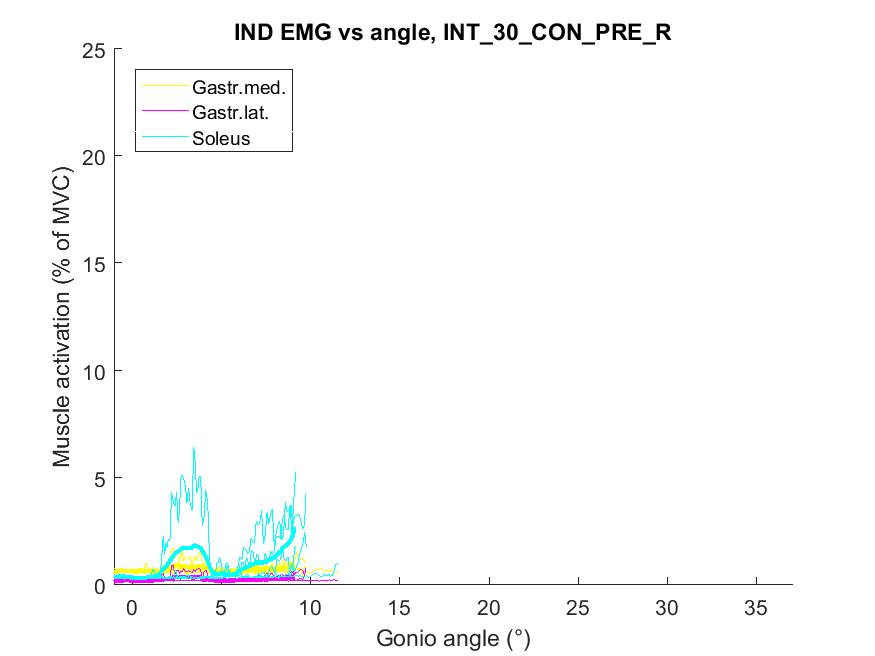 IND EMG vs angle, INT_30_CON_PRE_R
25
Gastr.med.
Gastr.lat.
Soleus
20
15
10
5
0
Muscle activation (% of MVC)
0 5 10 15 20 25 30 35
Gonio angle (°)